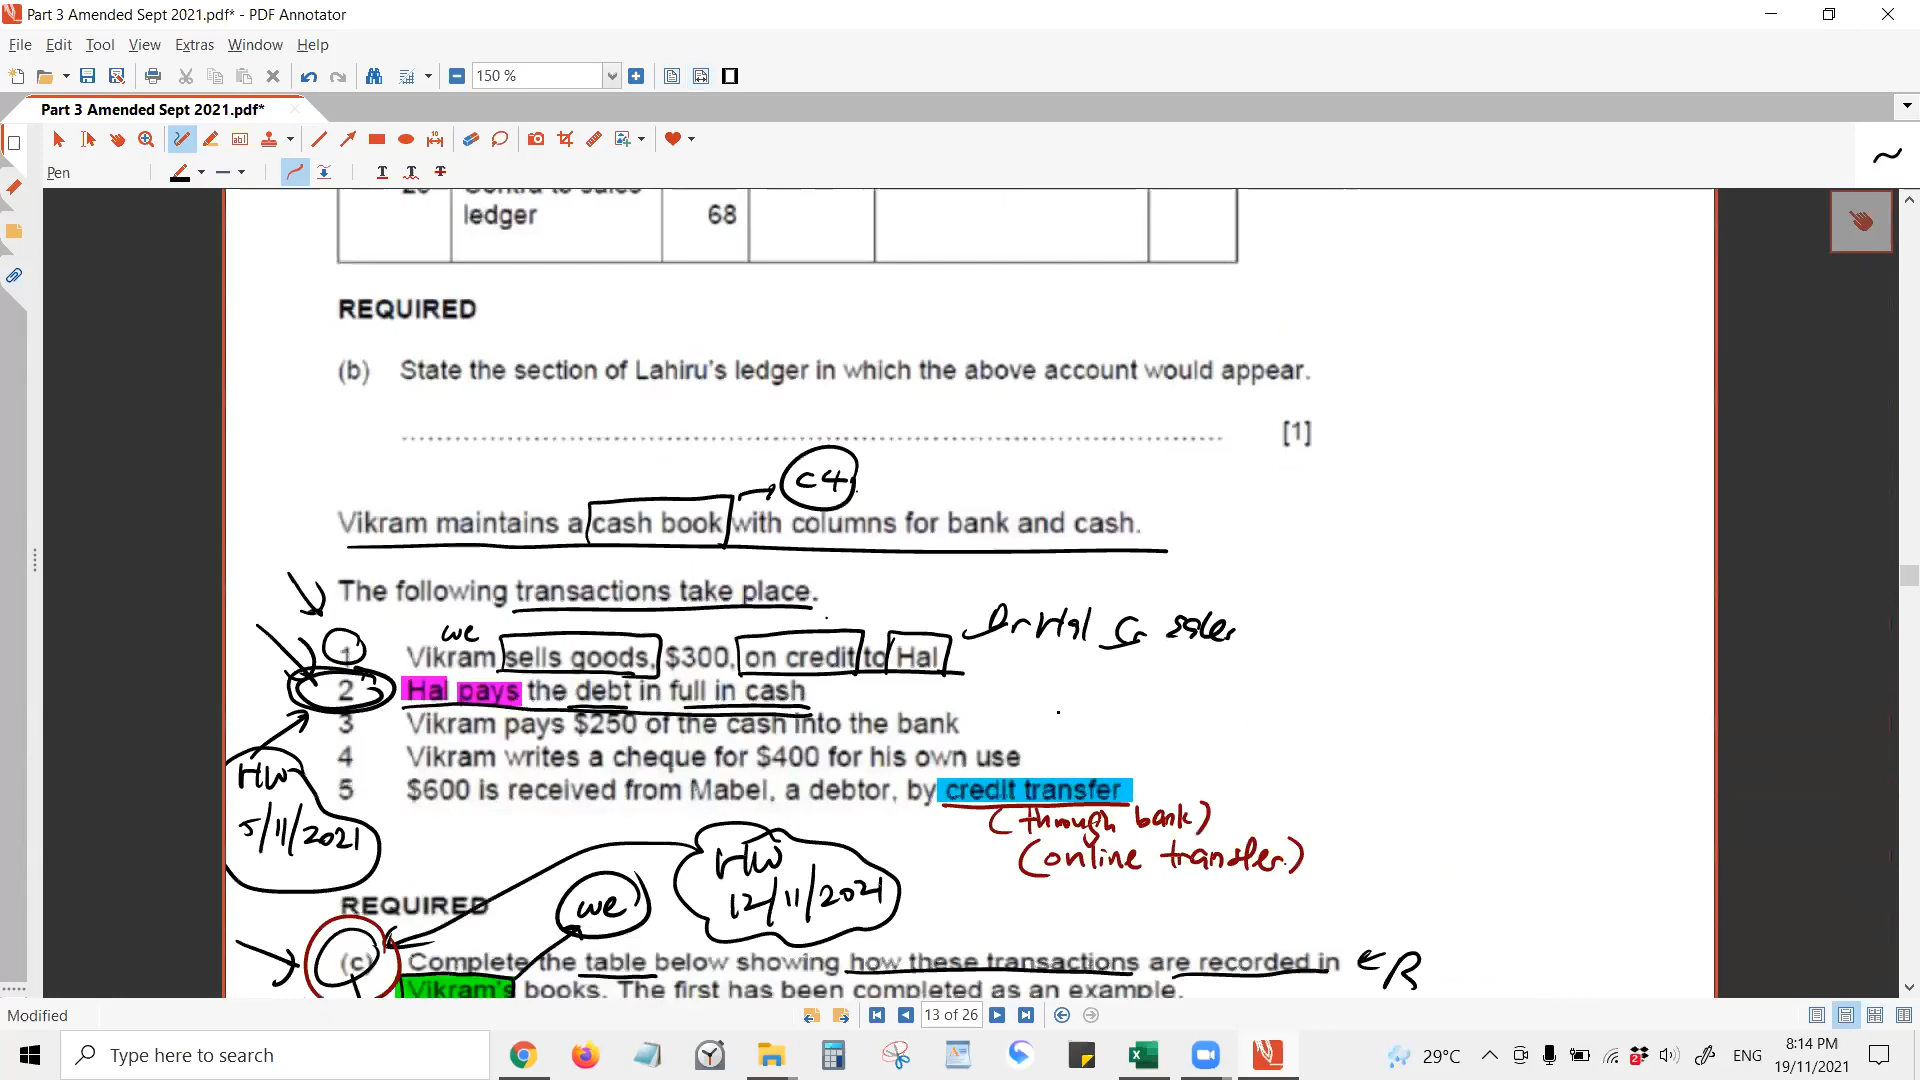 Part 3 Amended Sept 2021.pdf* - PDF Annotator
File Edit Tool View Extras Window Help
150 %
Part 3 Amended Sept 2021.pdf*
Pen
ledger 68
REQUIRED
(b) State the section of Lahiru's ledger in which the above account would appear.
[1]
C4
Vikram maintains a cash book with columns for bank and cash.
The following transactions take place.
we
Dr Hal Cr sales
1 Vikram sells goods, $300, on credit to Hal
2 Hal pays the debt in full in cash
3 Vikram pays $250 of the cash into the bank
4 Vikram writes a cheque for $400 for his own use
5 $600 is received from Mabel, a debtor, by credit transfer
(through bank)
(online transfer)
HW
5/11/2021
HW
12/11/2021
we
REQUIRED
(c) Complete the table below showing how these transactions are recorded in
Vikram's books. The first has been completed as an example.
Modified
13 of 26
Type here to search
29°C
ENG
8:14 PM
19/11/2021